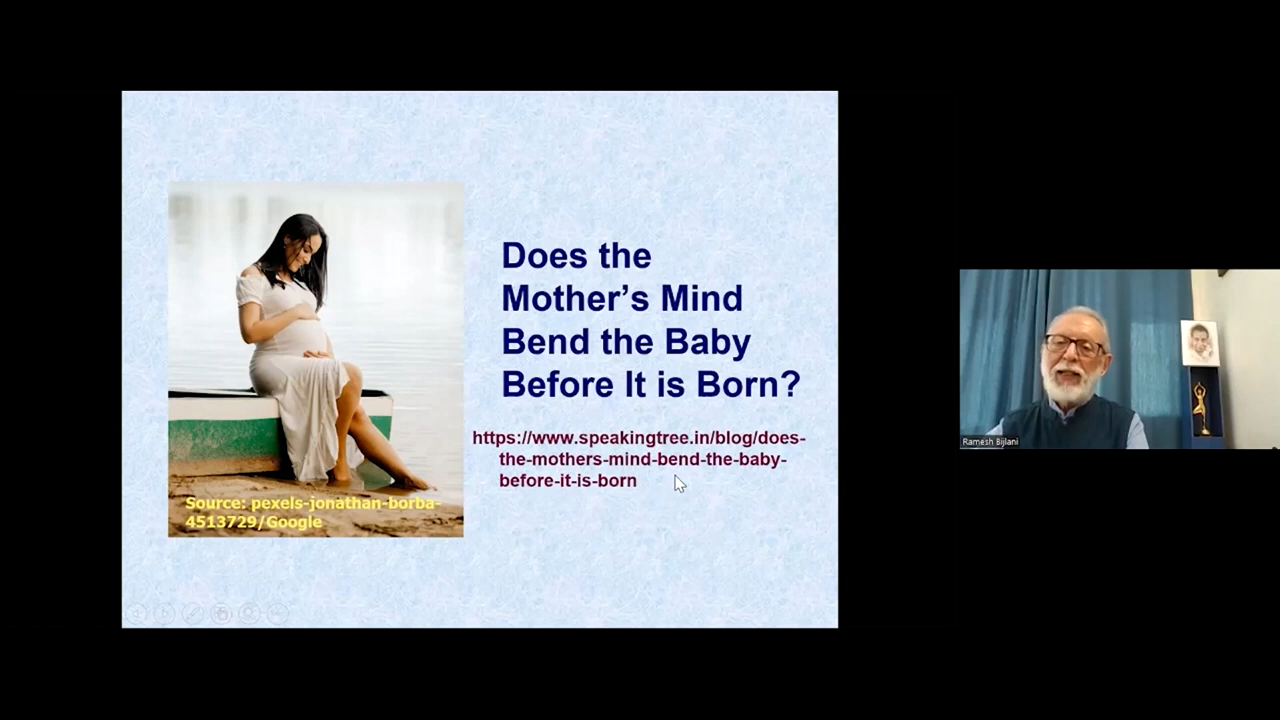 Does the
Mother's Mind
Bend the Baby
Before It is Born?
https://www.speakingtree.in/blog/does-
the-mothers-mind-bend-the-baby-
before-it-is-born
Source: pexels-jonathan-borba-
4513729/Google
Ramesh Bijlani